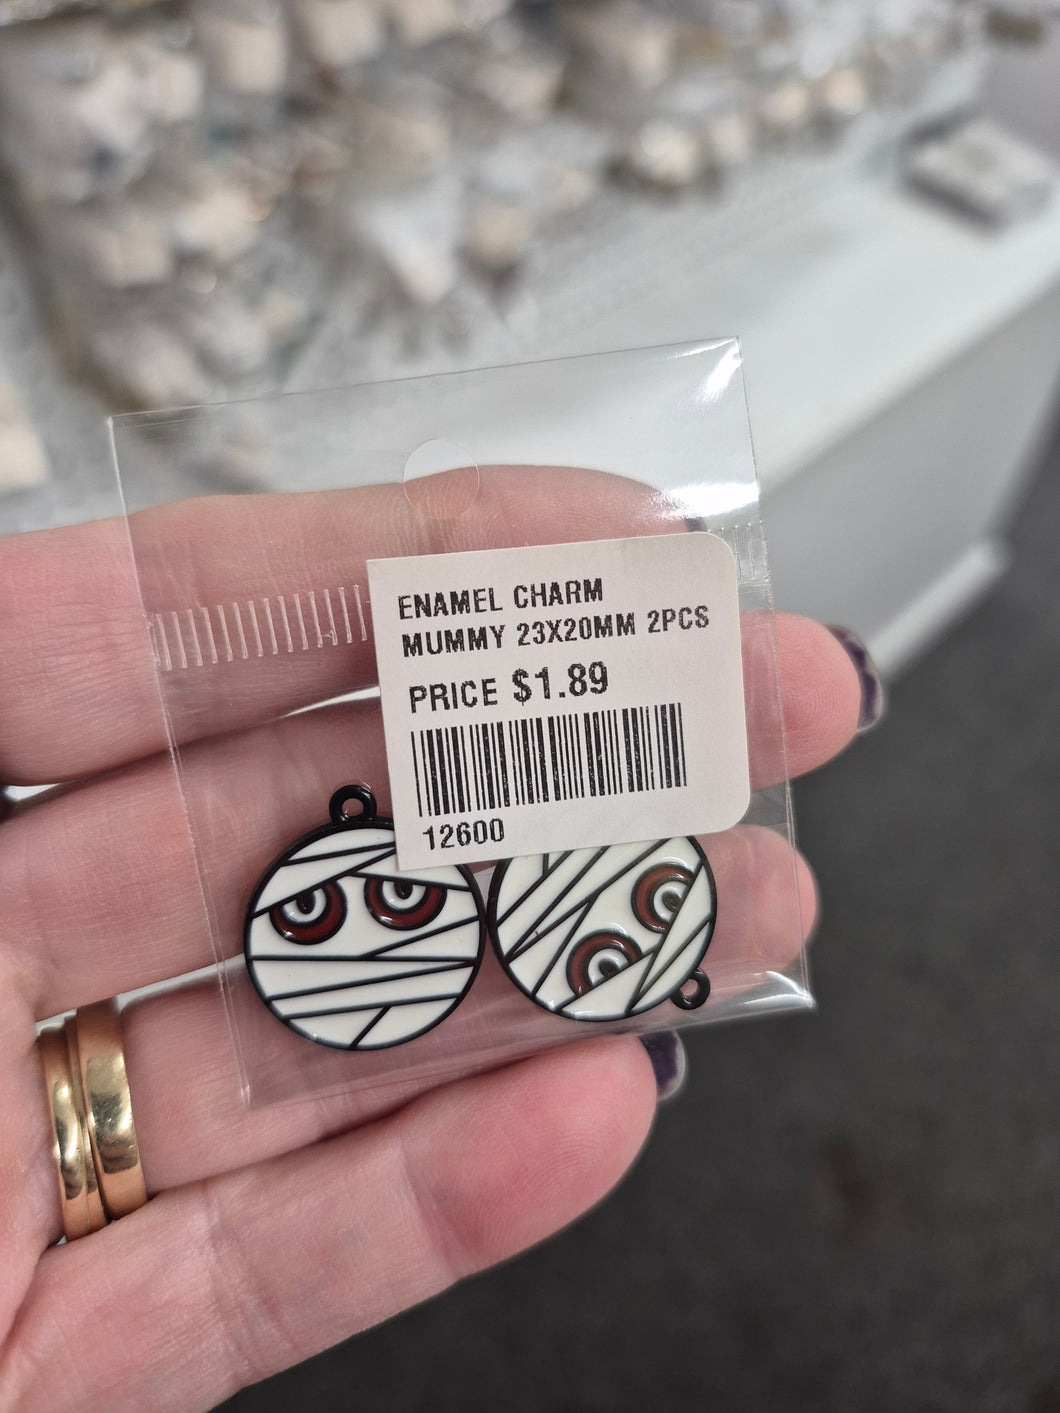 ENAMEL CHARM
MUMMY 23X20MM 2PCS
PRICE $1.89
12600